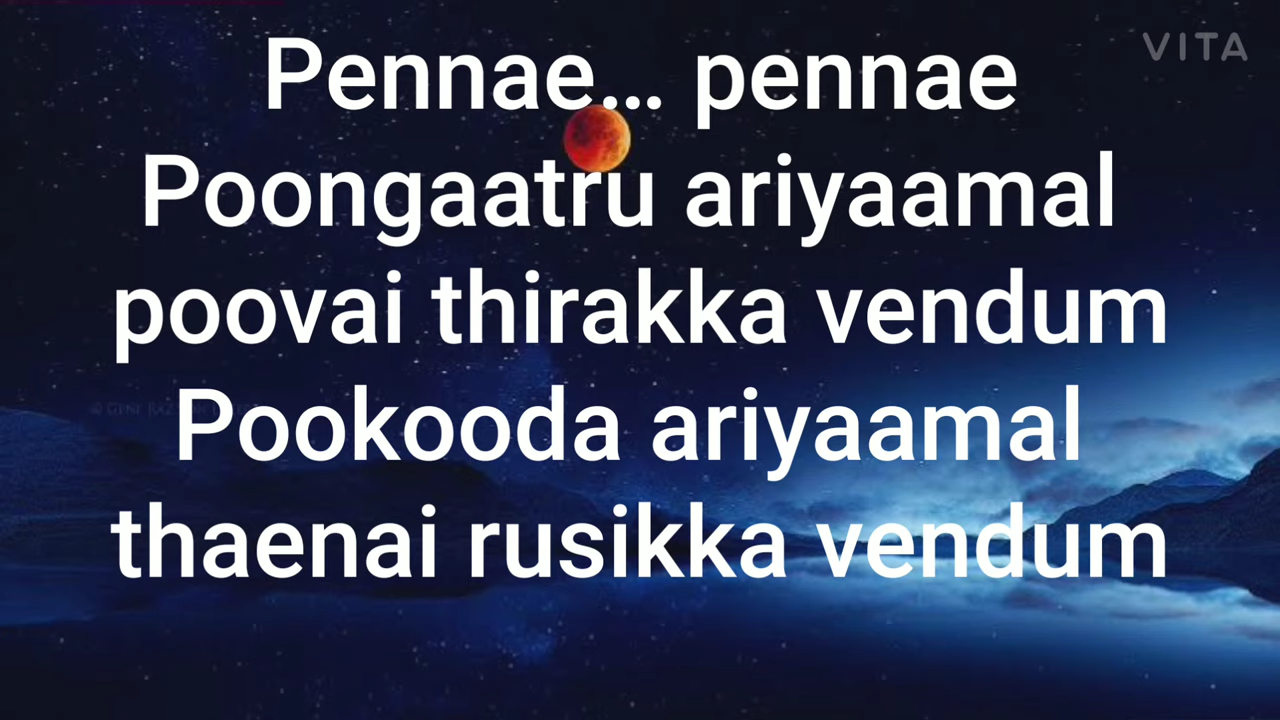 VITA
Pennae... pennae
Poongaatru ariyaamal
poovai thirakka vendum
Pookooda ariyaamal
thaenai rusikka vendum